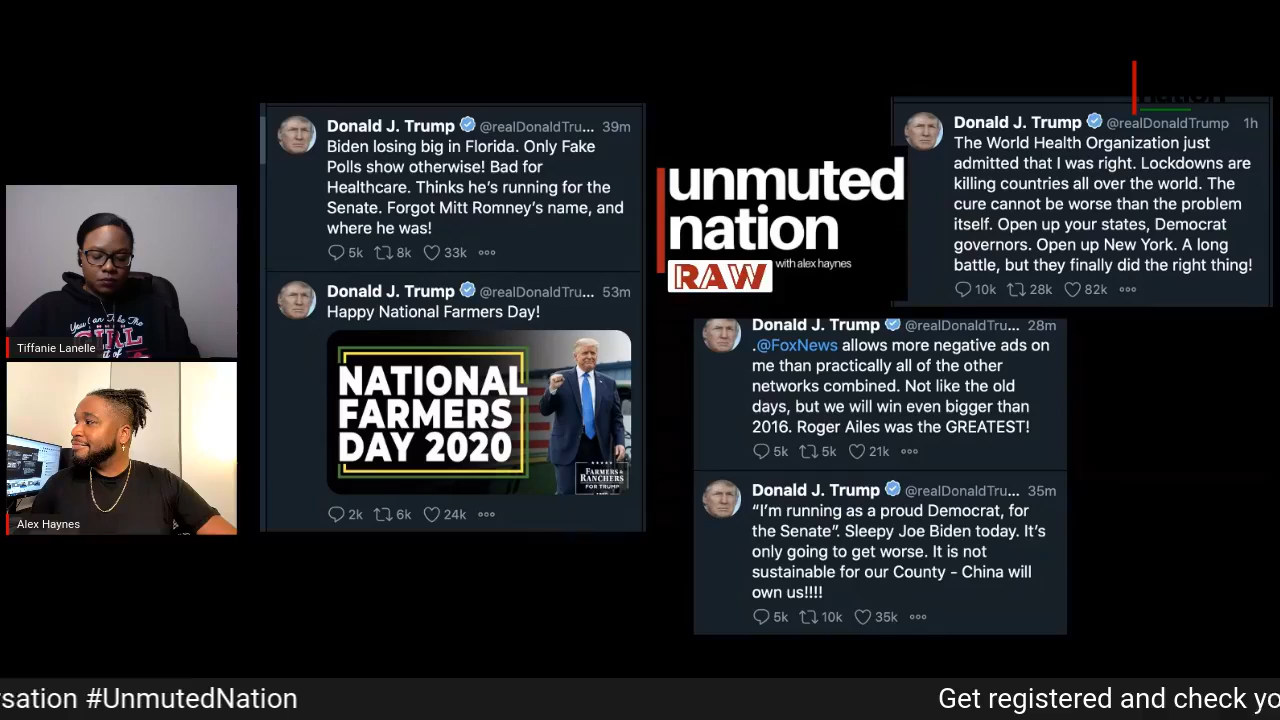 Donald J. Trump @realDonaldTru... 39m
Biden losing big in Florida. Only Fake
Polls show otherwise! Bad for
Healthcare. Thinks he's running for the
Senate. Forgot Mitt Romney's name, and
where he was!
5k 8k 33k
Donald J. Trump @realDonaldTru... 53m
Happy National Farmers Day!
NATIONAL
FARMERS
DAY 2020
FARMERS &
RANCHERS
FOR TRUMP
2k 6k 24k
unmuted
nation
with alex haynes
RAW
nation
Donald J. Trump @realDonaldTrump 1h
The World Health Organization just
admitted that I was right. Lockdowns are
killing countries all over the world. The
cure cannot be worse than the problem
itself. Open up your states, Democrat
governors. Open up New York. A long
battle, but they finally did the right thing!
10k 28k 82k
Donald J. Trump @realDonaldTru... 28m
.@FoxNews allows more negative ads on
me than practically all of the other
networks combined. Not like the old
days, but we will win even bigger than
2016. Roger Ailes was the GREATEST!
5k 5k 21k
Donald J. Trump @realDonaldTru... 35m
“I'm running as a proud Democrat, for
the Senate”. Sleepy Joe Biden today. It's
only going to get worse. It is not
sustainable for our County - China will
own us!!!!
5k 10k 35k
You Can Take The
GIRL
Tiffanie Lanelle
Alex Haynes
sation #UnmutedNation
Get registered and check yo